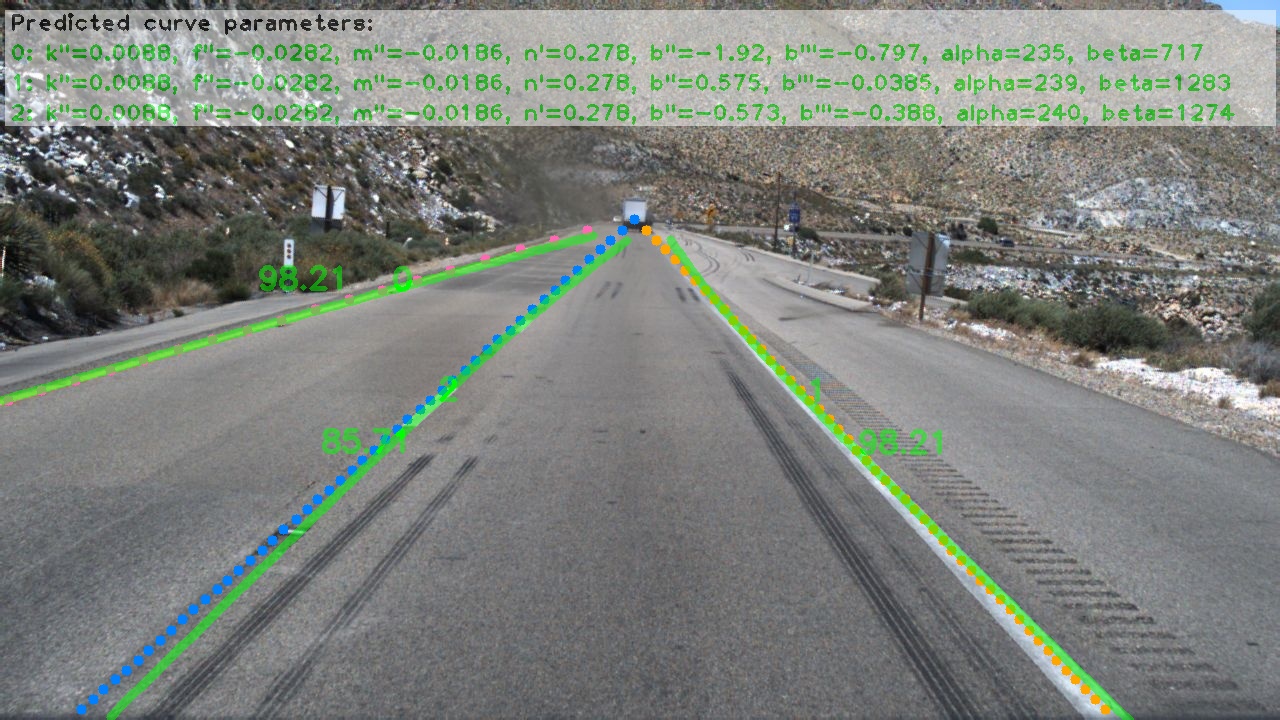 Predicted curve parameters:
0: k"=0.0088, f"=-0.0282, m"=-0.0186, n'=0.278, b"=-1.92, b'''=-0.797, alpha=235, beta=717
1: k"=0.0088, f"=-0.0282, m"=-0.0186, n'=0.278, b"=0.575, b'''=-0.0385, alpha=239, beta=1283
2: k"=0.0088, f"=-0.0282, m"=-0.0186, n'=0.278, b"=-0.573, b'''=-0.388, alpha=240, beta=1274
98.21 0
2 1
85.71 98.21